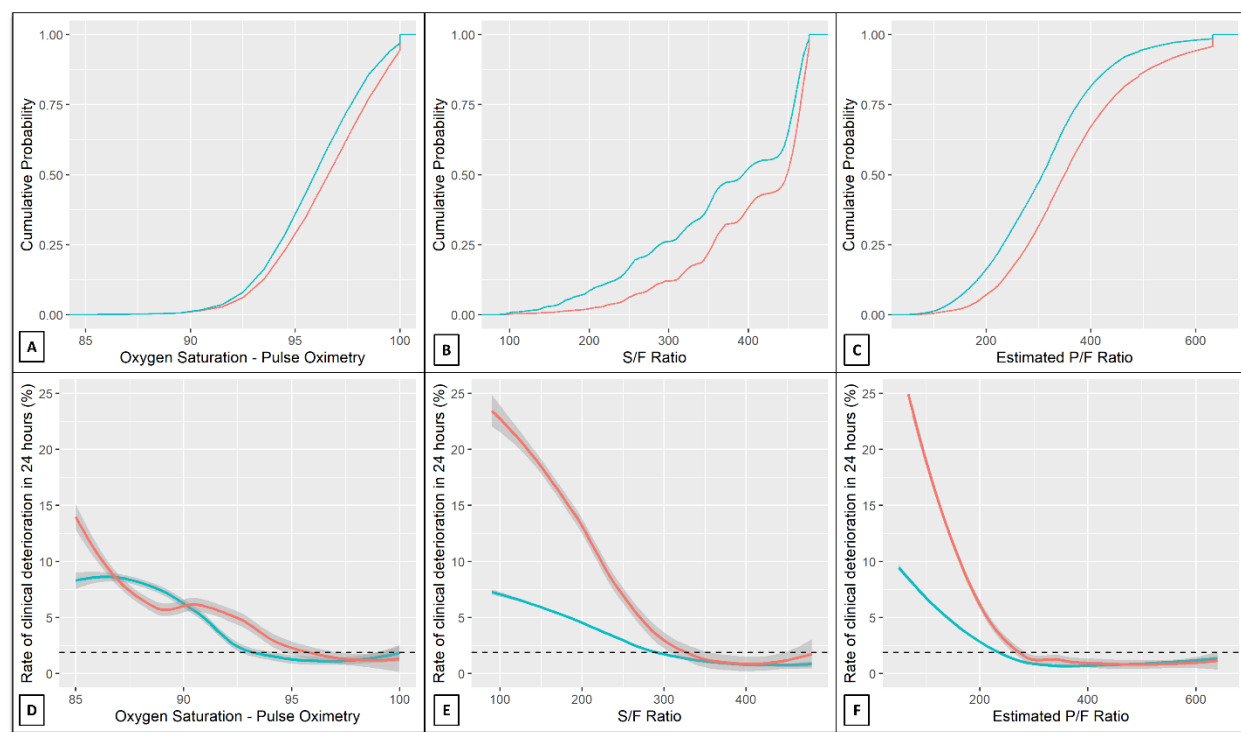 Cumulative Probability
1.00
0.75
0.50
0.25
0.00
85 90 95 100
A
Oxygen Saturation - Pulse Oximetry
Cumulative Probability
1.00
0.75
0.50
0.25
0.00
100 200 300 400
B
S/F Ratio
Cumulative Probability
1.00
0.75
0.50
0.25
0.00
200 400 600
C
Estimated P/F Ratio
Rate of clinical deterioration in 24 hours (%)
25
20
15
10
5
0
85 90 95 100
D
Oxygen Saturation - Pulse Oximetry
Rate of clinical deterioration in 24 hours (%)
25
20
15
10
5
0
100 200 300 400
E
S/F Ratio
Rate of clinical deterioration in 24 hours (%)
25
20
15
10
5
0
200 400 600
F
Estimated P/F Ratio